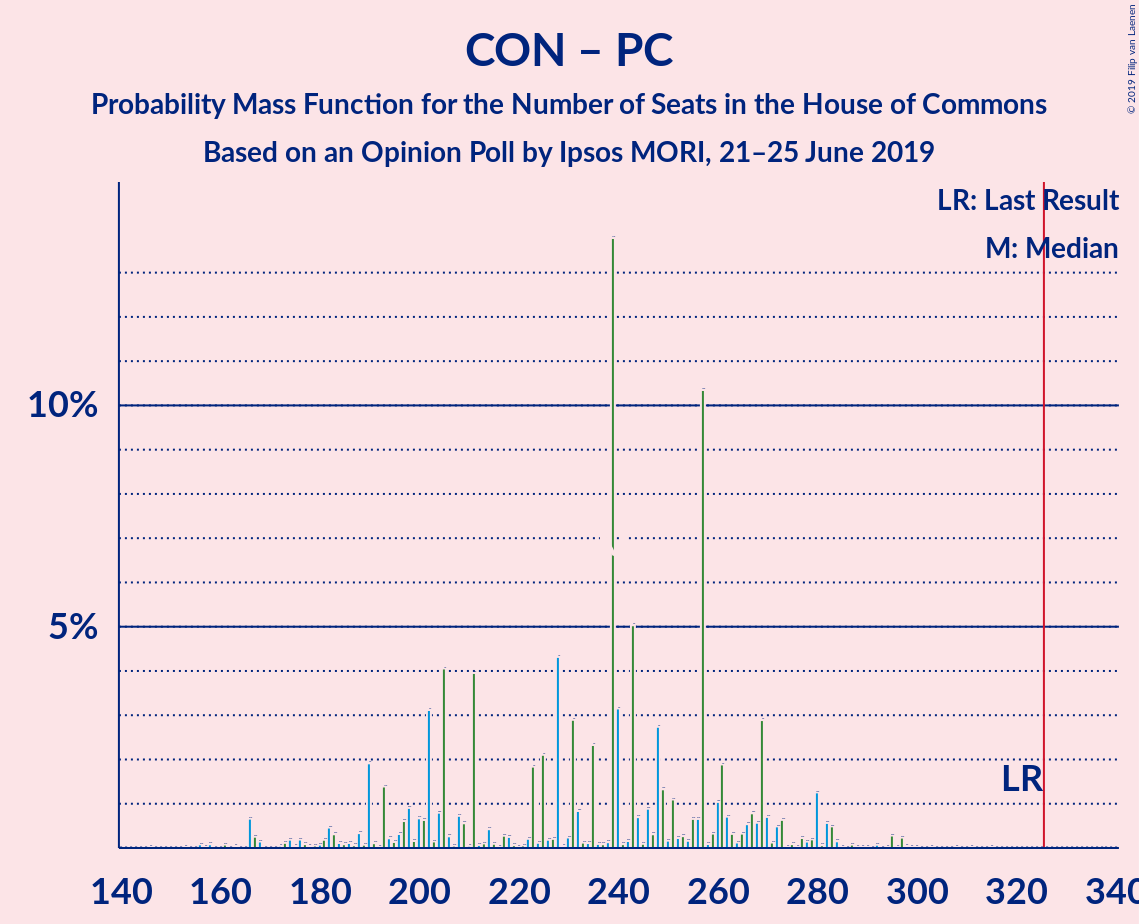 CON – PC
Probability Mass Function for the Number of Seats in the House of Commons
Based on an Opinion Poll by Ipsos MORI, 21–25 June 2019
© 2019 Filip van Laenen
LR: Last Result
M: Median
10%
5%
LR
140 160 180 200 220 240 260 280 300 320 340